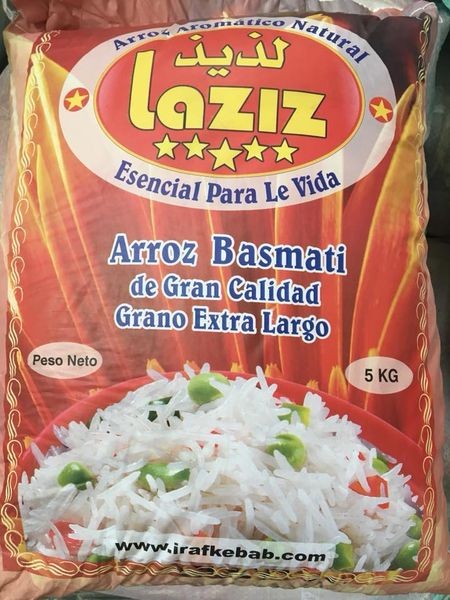 Arroz Aromático Natural
لذيذ
Laziz
Esencial Para Le Vida
Arroz Basmati
de Gran Calidad
Grano Extra Largo
Peso Neto
5 KG
www.irafkebab.com